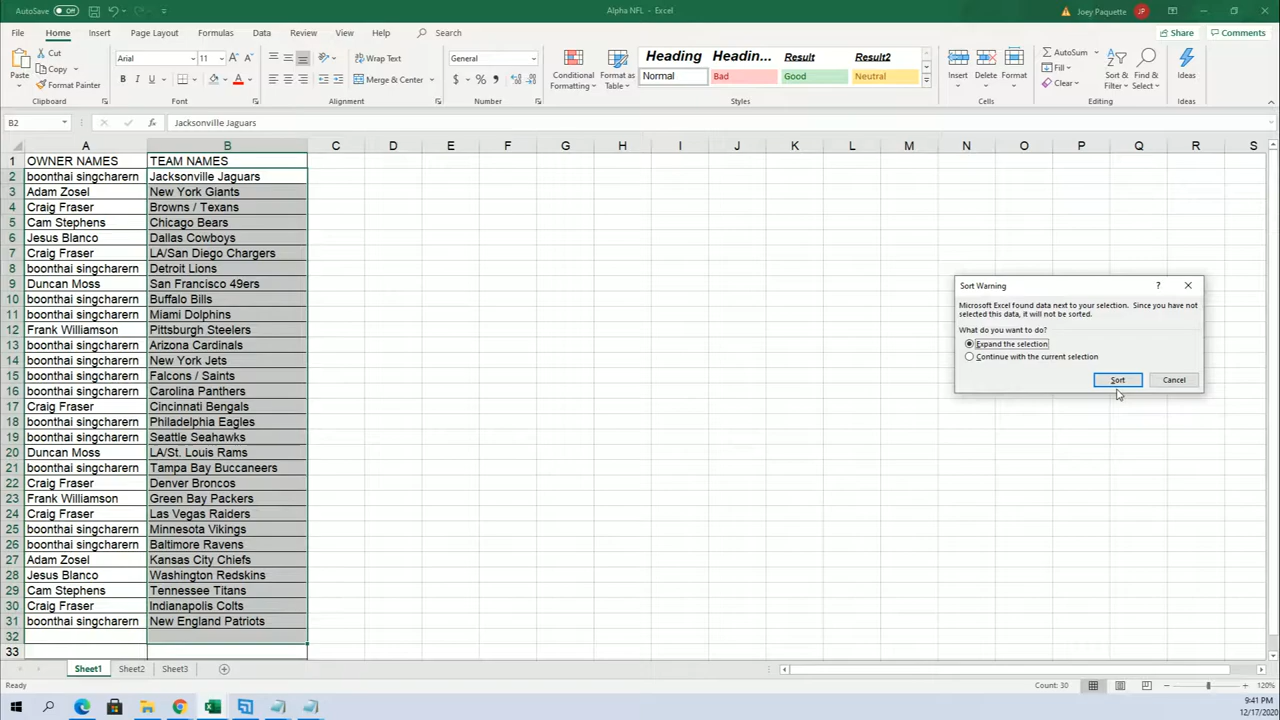 AutoSave Off
Alpha NFL - Excel
Joey Paquette JP
File Home Insert Page Layout Formulas Data Review View Help Search
Share Comments
Paste
Cut
Copy
Format Painter
Clipboard
Arial 11
B I U
Font
Wrap Text
Merge & Center
Alignment
General
$ % ,
Number
Conditional Formatting
Format as Table
Heading Headin... Result Result2
Normal Bad Good Neutral
Styles
Insert Delete Format
Cells
AutoSum
Fill
Clear
Sort & Filter
Find & Select
Editing
Ideas
Ideas
B2 fx Jacksonville Jaguars
A B C D E F G H I J K L M N O P Q R S
1 OWNER NAMES TEAM NAMES
2 boonthai singcharern Jacksonville Jaguars
3 Adam Zosel New York Giants
4 Craig Fraser Browns / Texans
5 Cam Stephens Chicago Bears
6 Jesus Blanco Dallas Cowboys
7 Craig Fraser LA/San Diego Chargers
8 boonthai singcharern Detroit Lions
9 Duncan Moss San Francisco 49ers
10 boonthai singcharern Buffalo Bills
11 boonthai singcharern Miami Dolphins
12 Frank Williamson Pittsburgh Steelers
13 boonthai singcharern Arizona Cardinals
14 boonthai singcharern New York Jets
15 boonthai singcharern Falcons / Saints
16 boonthai singcharern Carolina Panthers
17 Craig Fraser Cincinnati Bengals
18 boonthai singcharern Philadelphia Eagles
19 boonthai singcharern Seattle Seahawks
20 Duncan Moss LA/St. Louis Rams
21 boonthai singcharern Tampa Bay Buccaneers
22 Craig Fraser Denver Broncos
23 Frank Williamson Green Bay Packers
24 Craig Fraser Las Vegas Raiders
25 boonthai singcharern Minnesota Vikings
26 boonthai singcharern Baltimore Ravens
27 Adam Zosel Kansas City Chiefs
28 Jesus Blanco Washington Redskins
29 Cam Stephens Tennessee Titans
30 Craig Fraser Indianapolis Colts
31 boonthai singcharern New England Patriots
32
33
Sort Warning ?
Microsoft Excel found data next to your selection. Since you have not
selected this data, it will not be sorted.
What do you want to do?
Expand the selection
Continue with the current selection
Sort Cancel
Sheet1 Sheet2 Sheet3
Ready Count: 30 120%
9:41 PM
12/17/2020